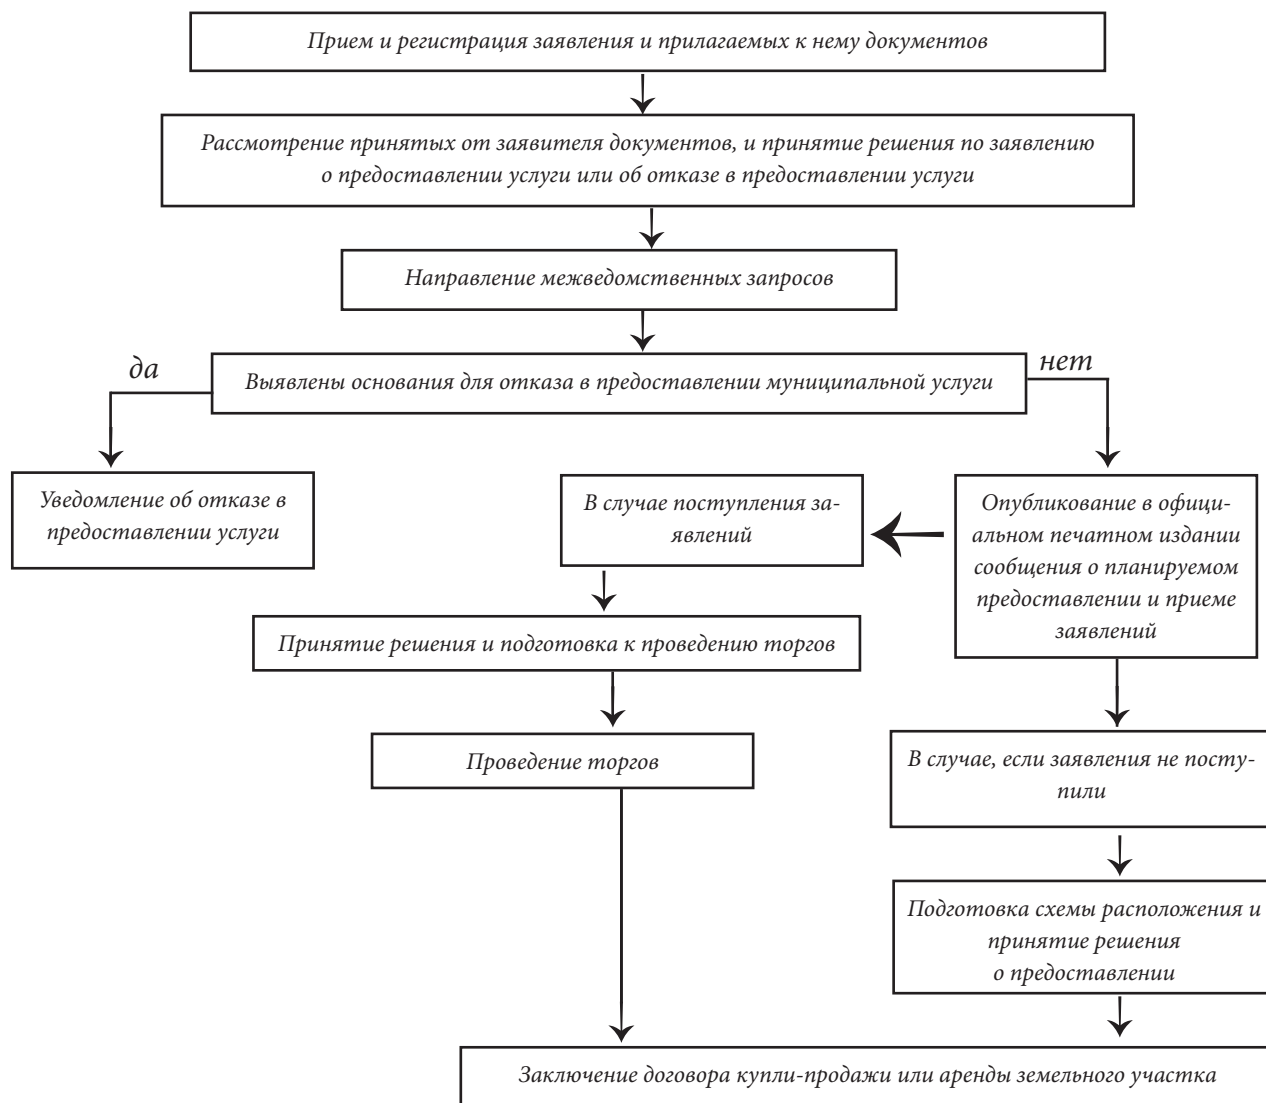 Прием и регистрация заявления и прилагаемых к нему документов
Рассмотрение принятых от заявителя документов, и принятие решения по заявлению
о предоставлении услуги или об отказе в предоставлении услуги
Направление межведомственных запросов
да
Выявлены основания для отказа в предоставлении муниципальной услуги
нет
Уведомление об отказе в
предоставлении услуги
В случае поступления за-
явлений
Опубликование в офици-
альном печатном издании
сообщения о планируемом
предоставлении и приеме
заявлений
Принятие решения и подготовка к проведению торгов
Проведение торгов
В случае, если заявления не посту-
пили
Подготовка схемы расположения и
принятие решения
о предоставлении
Заключение договора купли-продажи или аренды земельного участка